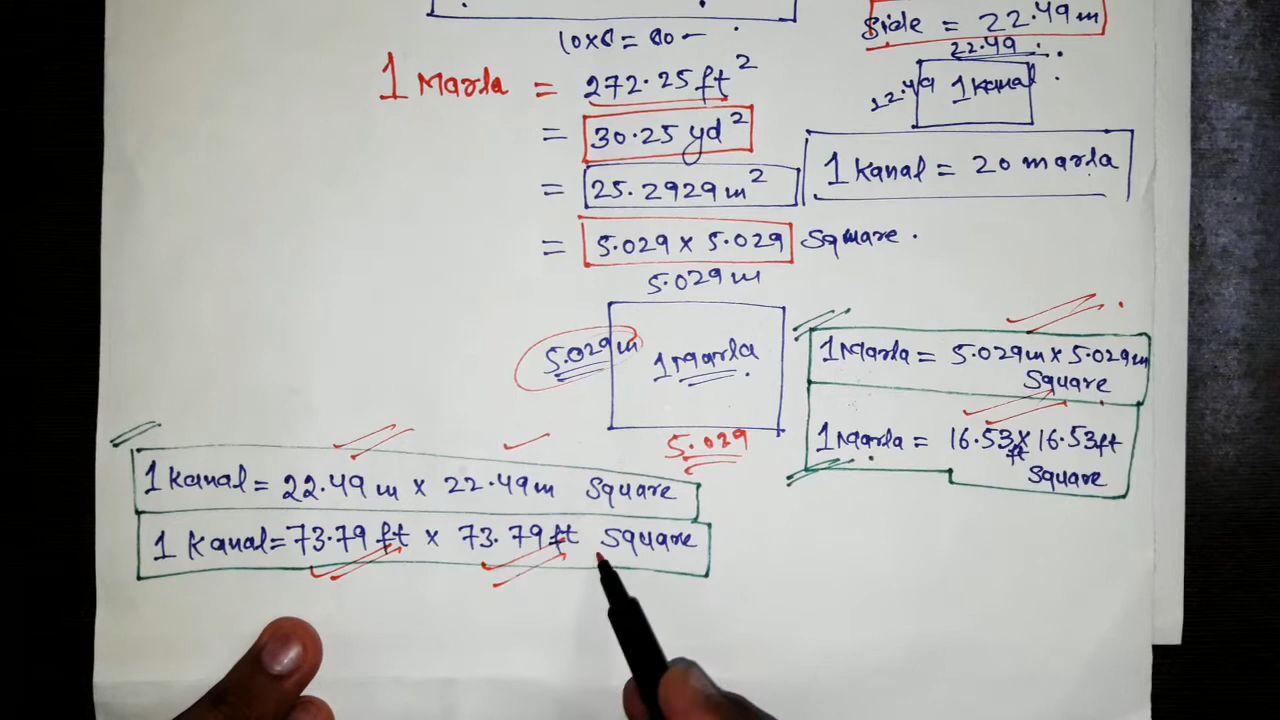 10x8 = 80 -
1 Marla = 272.25 ft²
= 30.25 yd²
= 25.2929 m²
= 5.029 x 5.029 Square.
5.029 m
5.029 m
1 Marla
5.029
Side = 22.49 m
22.49
22.49
1 Kanal
1 Kanal = 20 marla
1 Marla = 5.029 m x 5.029 m
Square
1 Marla = 16.53 ft x 16.53 ft
Square
1 Kanal = 22.49 m x 22.49 m Square
1 Kanal = 73.79 ft x 73.79 ft Square